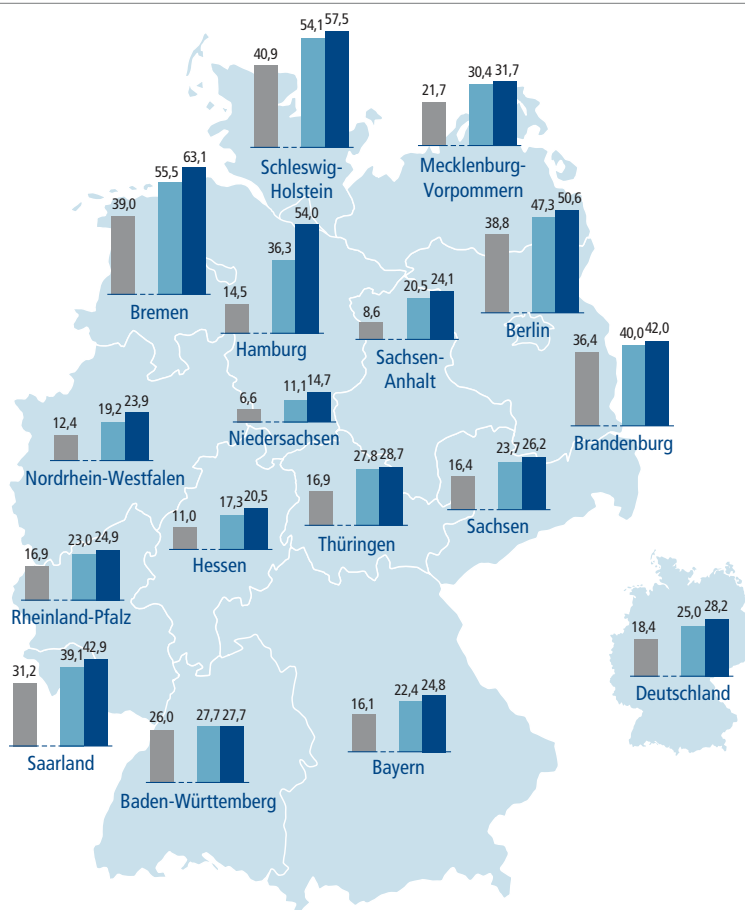 40,9 54,1 57,5
Schleswig-
Holstein
21,7 30,4 31,7
Mecklenburg-
Vorpommern
39,0 55,5 63,1
Bremen
14,5 36,3 54,0
Hamburg
8,6 20,5 24,1
Sachsen-
Anhalt
38,8 47,3 50,6
Berlin
36,4 40,0 42,0
Brandenburg
12,4 19,2 23,9
Nordrhein-Westfalen
6,6 11,1 14,7
Niedersachsen
11,0 17,3 20,5
Hessen
16,9 27,8 28,7
Thüringen
16,4 23,7 26,2
Sachsen
16,9 23,0 24,9
Rheinland-Pfalz
18,4 25,0 28,2
Deutschland
31,2 39,1 42,9
Saarland
26,0 27,7 27,7
Baden-Württemberg
16,1 22,4 24,8
Bayern